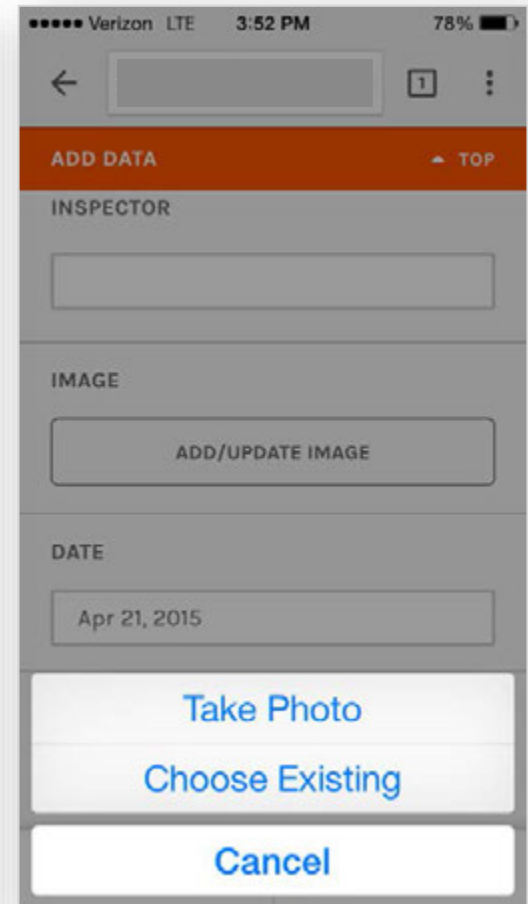 Verizon LTE 3:52 PM 78%
1
ADD DATA TOP
INSPECTOR
IMAGE
ADD/UPDATE IMAGE
DATE
Apr 21, 2015
Take Photo
Choose Existing
Cancel